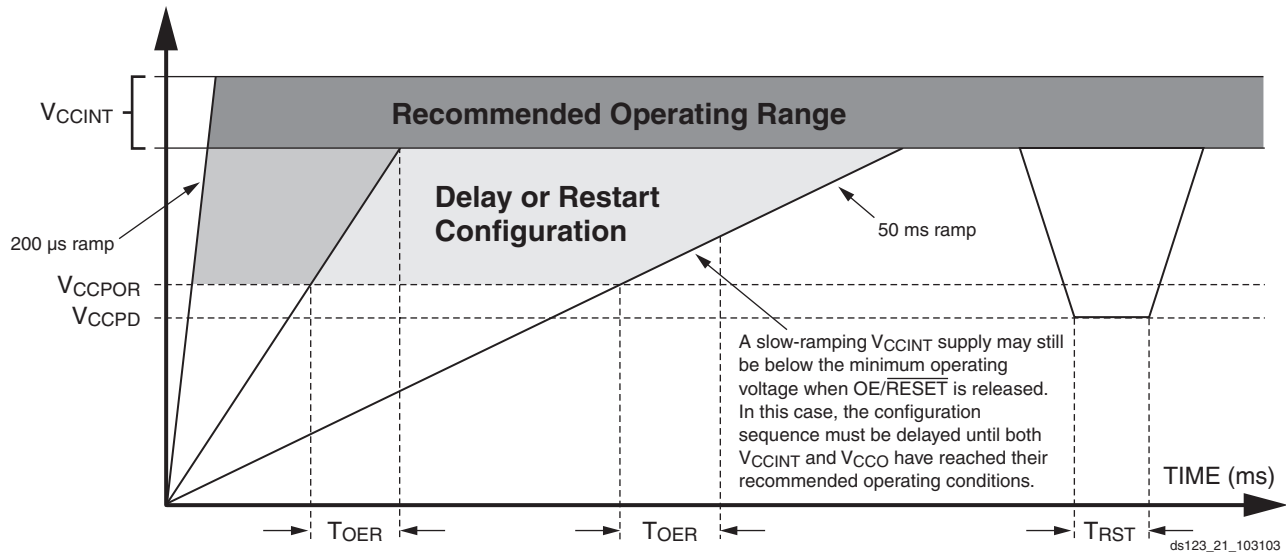 VCCINT
Recommended Operating Range
Delay or Restart
Configuration
200 µs ramp
50 ms ramp
VCCPOR
VCCPD
A slow-ramping VCCINT supply may still
be below the minimum operating
voltage when OE/RESET is released.
In this case, the configuration
sequence must be delayed until both
VCCINT and VCCO have reached their
recommended operating conditions.
TIME (ms)
TOER
TOER
TRST
ds123_21_103103